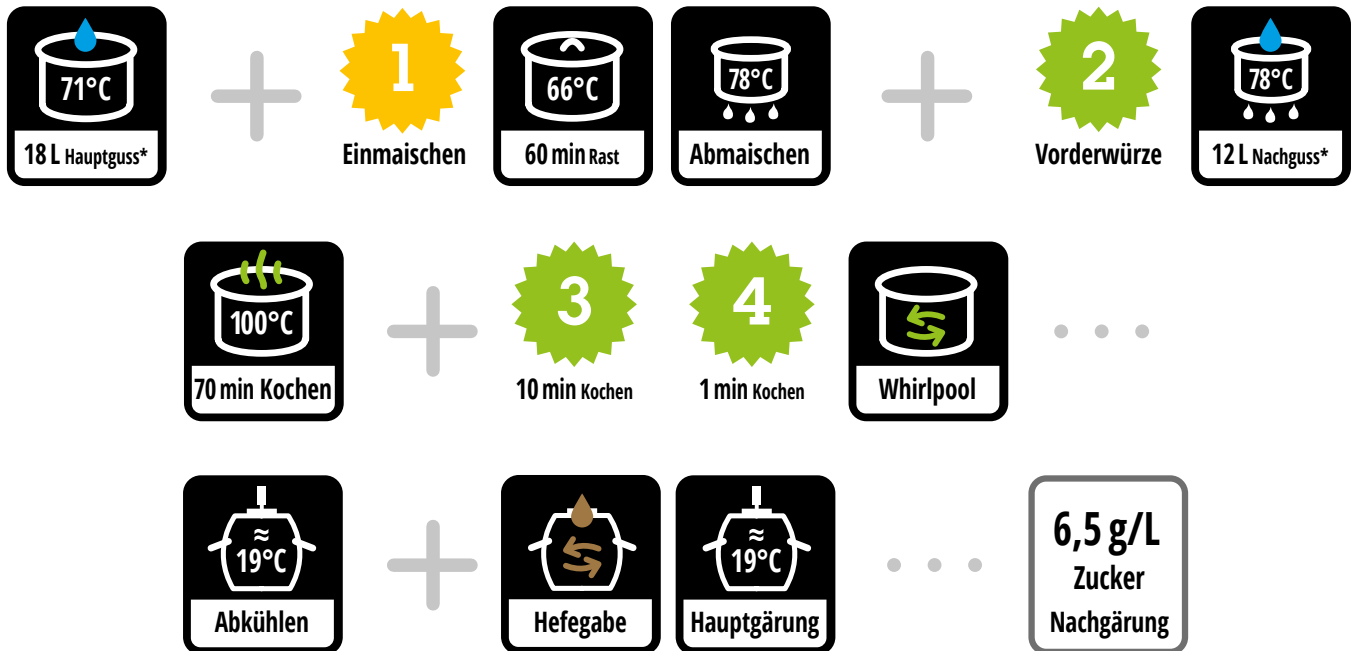 71°C
18 L Hauptguss*
1
Einmaischen
66°C
60 min Rast
78°C
Abmaischen
2
Vorderwürze
78°C
12 L Nachguss*
100°C
70 min Kochen
3
10 min Kochen
4
1 min Kochen
Whirlpool
≈
19°C
Abkühlen
Hefegabe
≈
19°C
Hauptgärung
6,5 g/L
Zucker
Nachgärung